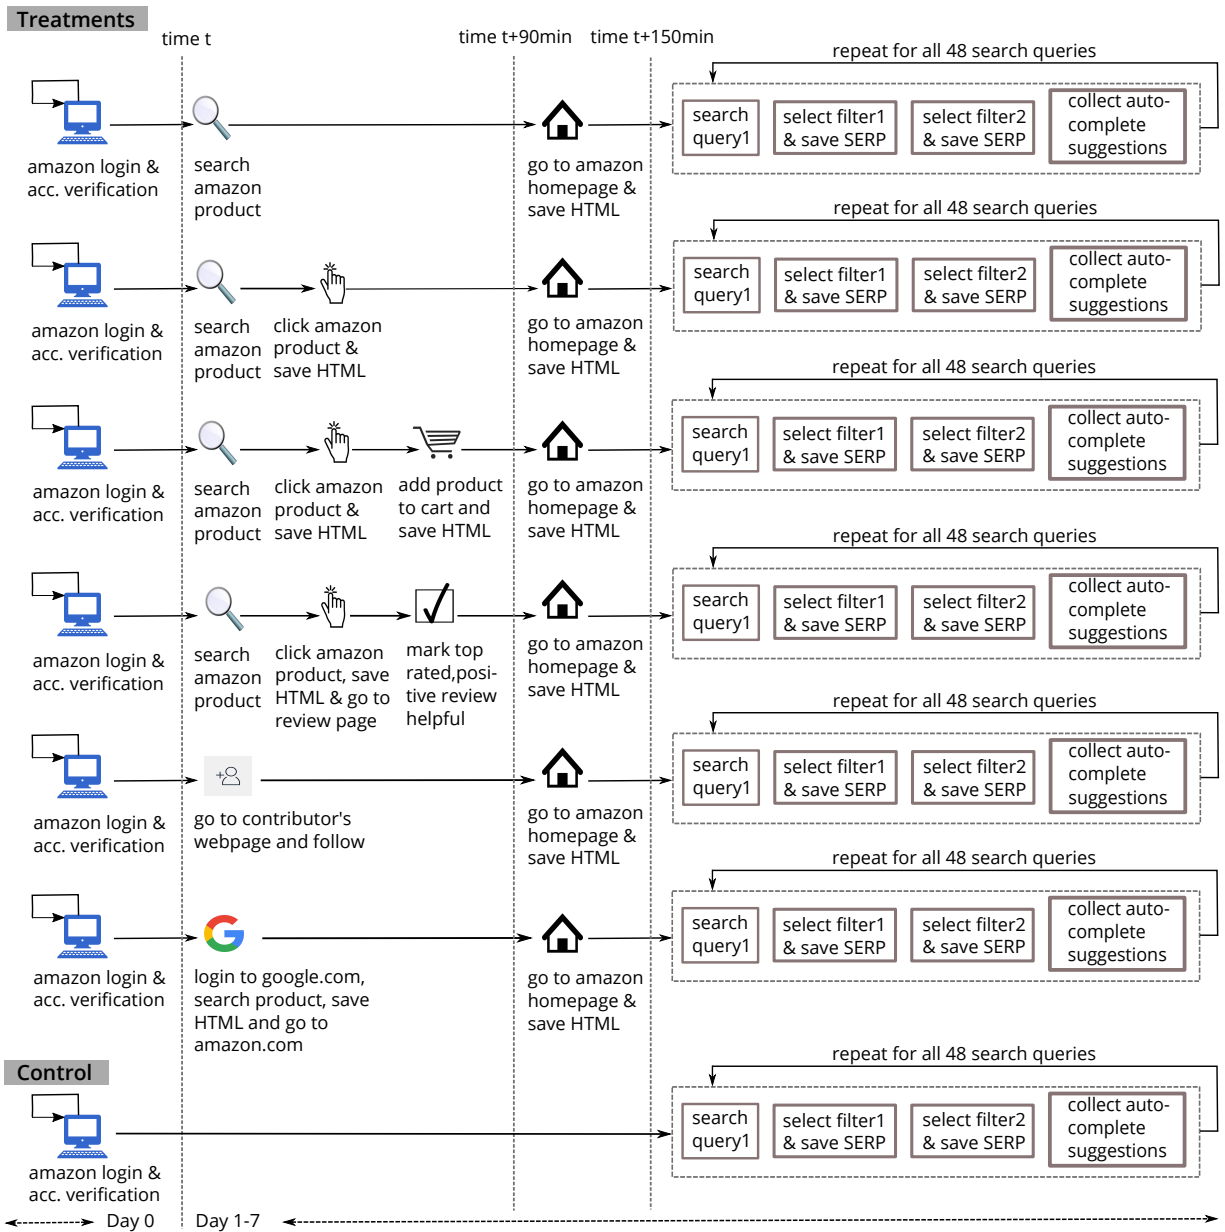 Treatments
time t
time t+90min
time t+150min
repeat for all 48 search queries
amazon login &
acc. verification
search
amazon
product
go to amazon
homepage &
save HTML
search
query1
select filter1
& save SERP
select filter2
& save SERP
collect auto-
complete
suggestions
repeat for all 48 search queries
amazon login &
acc. verification
search
amazon
product
click amazon
product &
save HTML
go to amazon
homepage &
save HTML
search
query1
select filter1
& save SERP
select filter2
& save SERP
collect auto-
complete
suggestions
repeat for all 48 search queries
amazon login &
acc. verification
search
amazon
product
click amazon
product &
save HTML
add product
to cart and
save HTML
go to amazon
homepage &
save HTML
search
query1
select filter1
& save SERP
select filter2
& save SERP
collect auto-
complete
suggestions
repeat for all 48 search queries
amazon login &
acc. verification
search
amazon
product
click amazon
product, save
HTML & go to
review page
mark top
rated,posi-
tive review
helpful
go to amazon
homepage &
save HTML
search
query1
select filter1
& save SERP
select filter2
& save SERP
collect auto-
complete
suggestions
repeat for all 48 search queries
amazon login &
acc. verification
go to contributor's
webpage and follow
go to amazon
homepage &
save HTML
search
query1
select filter1
& save SERP
select filter2
& save SERP
collect auto-
complete
suggestions
repeat for all 48 search queries
amazon login &
acc. verification
login to google.com,
search product, save
HTML and go to
amazon.com
go to amazon
homepage &
save HTML
search
query1
select filter1
& save SERP
select filter2
& save SERP
collect auto-
complete
suggestions
Control
repeat for all 48 search queries
amazon login &
acc. verification
search
query1
select filter1
& save SERP
select filter2
& save SERP
collect auto-
complete
suggestions
Day 0
Day 1-7